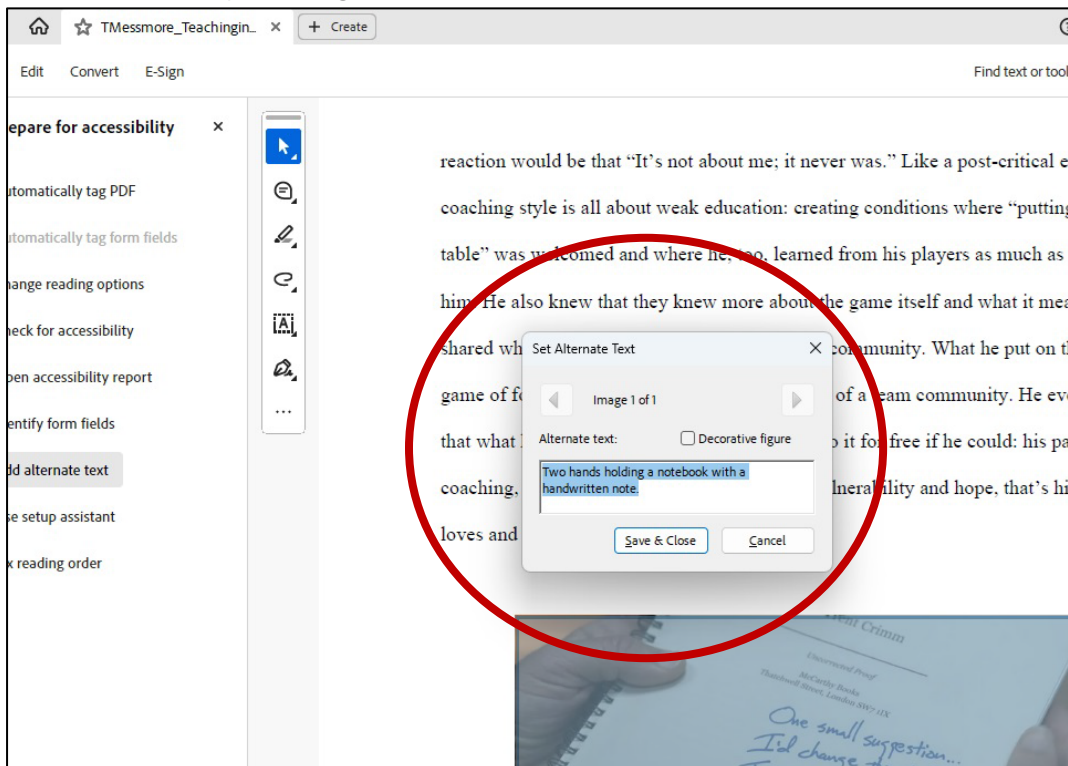 TMessmore_Teachingin...
+ Create
Edit Convert E-Sign
Find text or tool
epare for accessibility
utomatically tag PDF
utomatically tag form fields
hange reading options
heck for accessibility
pen accessibility report
entify form fields
dd alternate text
se setup assistant
x reading order
reaction would be that “It’s not about me; it never was.” Like a post-critical e
coaching style is all about weak education: creating conditions where “putting
table” was welcomed and where he, too, learned from his players as much as
him. He also knew that they knew more about the game itself and what it mea
shared wh community. What he put on th
game of fo of a team community. He eve
that what o it for free if he could: his pa
coaching, lnerability and hope, that’s hi
loves and
Set Alternate Text
Image 1 of 1
Alternate text: Decorative figure
Two hands holding a notebook with a
handwritten note.
Save & Close Cancel
rent Crimm
Uncorrected Proof
McCarthy Books
Street, London SW7 1JX
One small suggestion...
I'd change